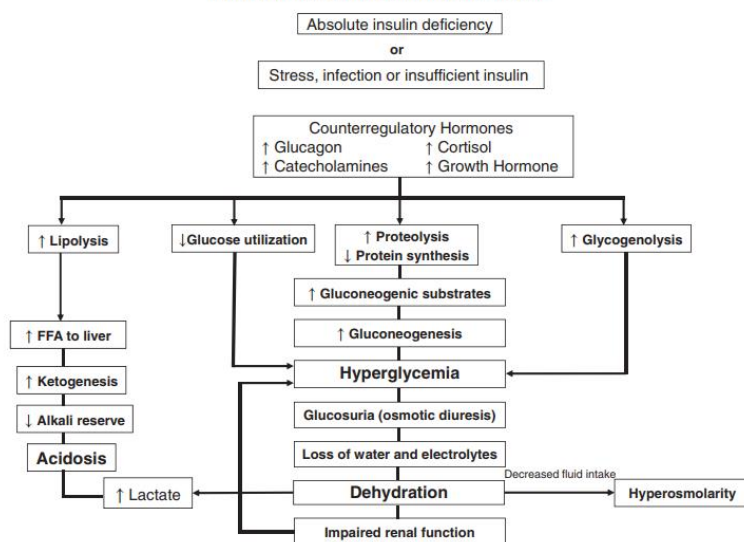 Absolute insulin deficiency
or
Stress, infection or insufficient insulin
Counterregulatory Hormones
↑ Glucagon ↑ Cortisol
↑ Catecholamines ↑ Growth Hormone
↑ Lipolysis
↓Glucose utilization
↑ Proteolysis
↓ Protein synthesis
↑ Glycogenolysis
↑ Gluconeogenic substrates
↑ FFA to liver
↑ Gluconeogenesis
Hyperglycemia
↑ Ketogenesis
↓ Alkali reserve
Glucosuria (osmotic diuresis)
Acidosis
Loss of water and electrolytes
Decreased fluid intake
↑ Lactate
Dehydration
Hyperosmolarity
Impaired renal function